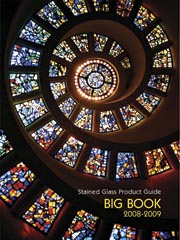 Stained Glass Product Guide
BIG BOOK
2008-2009